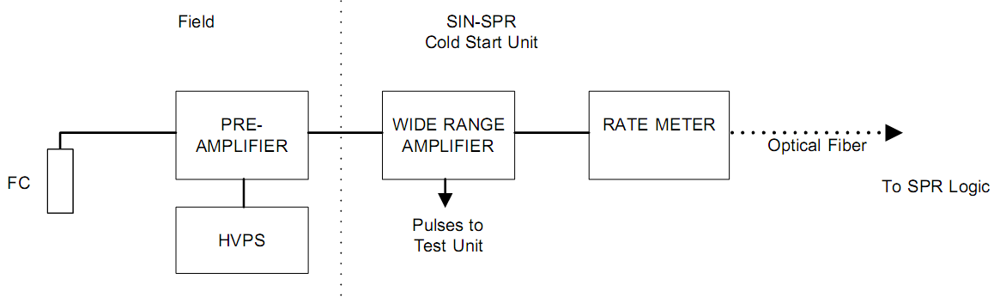 Field
SIN-SPR
Cold Start Unit
PRE-
AMPLIFIER
WIDE RANGE
AMPLIFIER
RATE METER
Optical Fiber
FC
To SPR Logic
HVPS
Pulses to
Test Unit